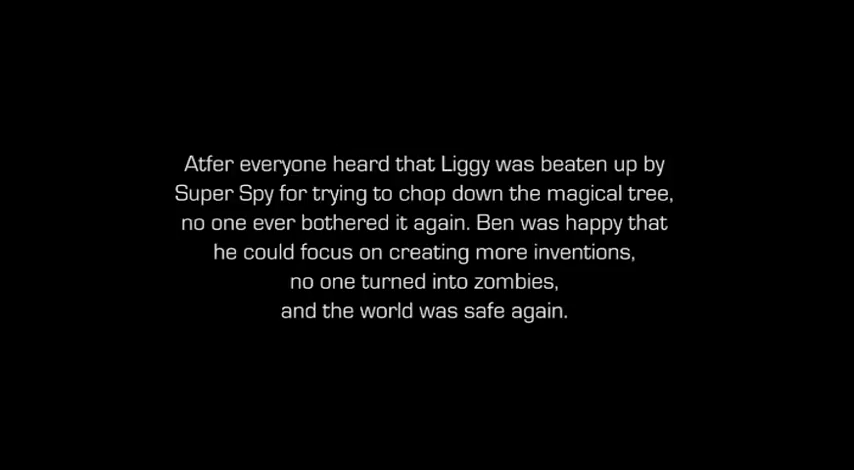 Atfer everyone heard that Liggy was beaten up by
Super Spy for trying to chop down the magical tree,
no one ever bothered it again. Ben was happy that
he could focus on creating more inventions,
no one turned into zombies,
and the world was safe again.